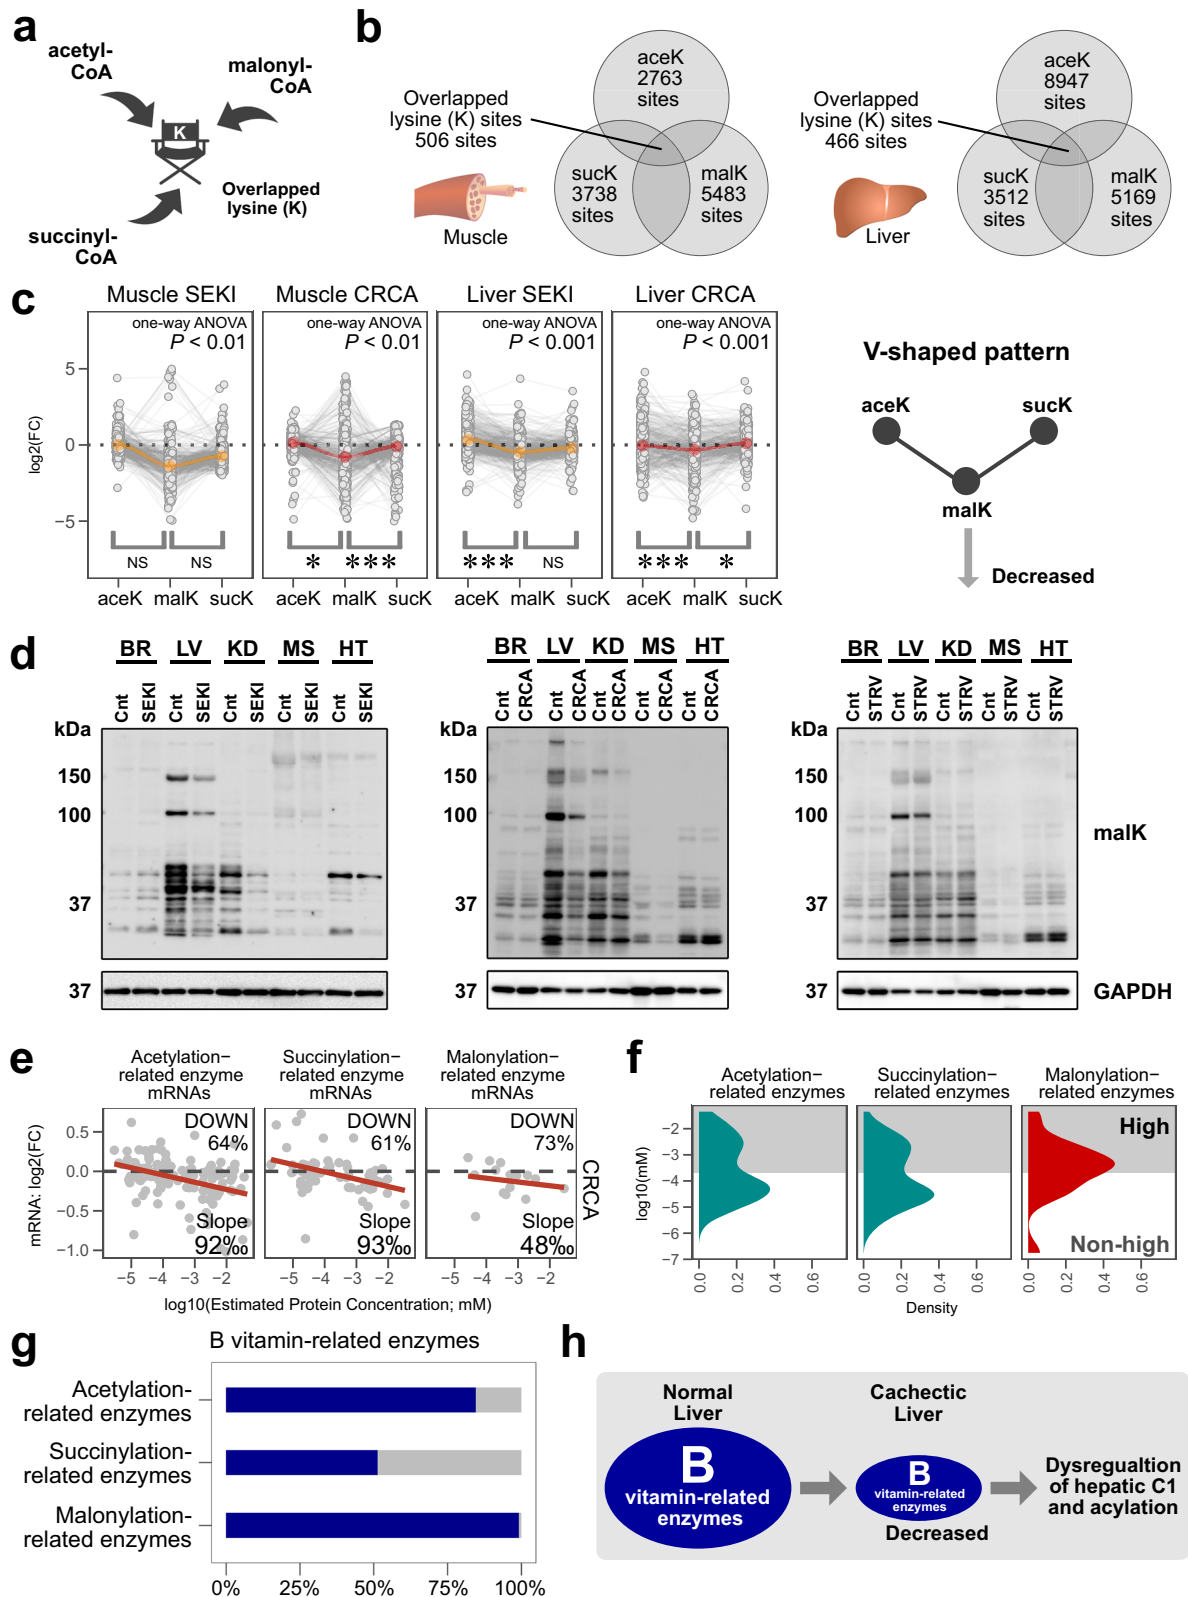 a
acetyl-
CoA
malonyl-
CoA
K
Overlapped
lysine (K)
succinyl-
CoA
b
Overlapped
lysine (K) sites
506 sites
aceK
2763
sites
sucK
3738
sites
malK
5483
sites
Muscle
Overlapped
lysine (K) sites
466 sites
aceK
8947
sites
sucK
3512
sites
malK
5169
sites
Liver
c
Muscle SEKI
Muscle CRCA
Liver SEKI
Liver CRCA
one-way ANOVA
P < 0.01
one-way ANOVA
P < 0.01
one-way ANOVA
P < 0.001
one-way ANOVA
P < 0.001
log2(FC)
5
0
−5
NS
NS
*
***
***
NS
***
*
aceK malK sucK
aceK malK sucK
aceK malK sucK
aceK malK sucK
V-shaped pattern
aceK
sucK
malK
Decreased
d
BR LV KD MS HT
Cnt SEKI Cnt SEKI Cnt SEKI Cnt SEKI Cnt SEKI
kDa
150
100
37
37
BR LV KD MS HT
Cnt CRCA Cnt CRCA Cnt CRCA Cnt CRCA Cnt CRCA
kDa
150
100
37
37
BR LV KD MS HT
Cnt STRV Cnt STRV Cnt STRV Cnt STRV Cnt STRV
kDa
150
100
37
37
malK
GAPDH
e
Acetylation−
related enzyme
mRNAs
Succinylation−
related enzyme
mRNAs
Malonylation−
related enzyme
mRNAs
mRNA: log2(FC)
0.5
0.0
−0.5
−1.0
DOWN
64%
Slope
92‱
DOWN
61%
Slope
93‱
DOWN
73%
Slope
48‱
CRCA
−5 −4 −3 −2
−5 −4 −3 −2
−5 −4 −3 −2
log10(Estimated Protein Concentration; mM)
f
Acetylation−
related enzymes
Succinylation−
related enzymes
Malonylation−
related enzymes
log10(mM)
−2
−3
−4
−5
−6
−7
High
Non-high
0.0 0.2 0.4 0.6
0.0 0.2 0.4 0.6
0.0 0.2 0.4 0.6
Density
g
B vitamin-related enzymes
Acetylation-
related enzymes
Succinylation-
related enzymes
Malonylation-
related enzymes
0% 25% 50% 75% 100%
h
Normal
Liver
B
vitamin-related
enzymes
Cachectic
Liver
B
vitamin-related
enzymes
Decreased
Dysregualtion
of hepatic C1
and acylation